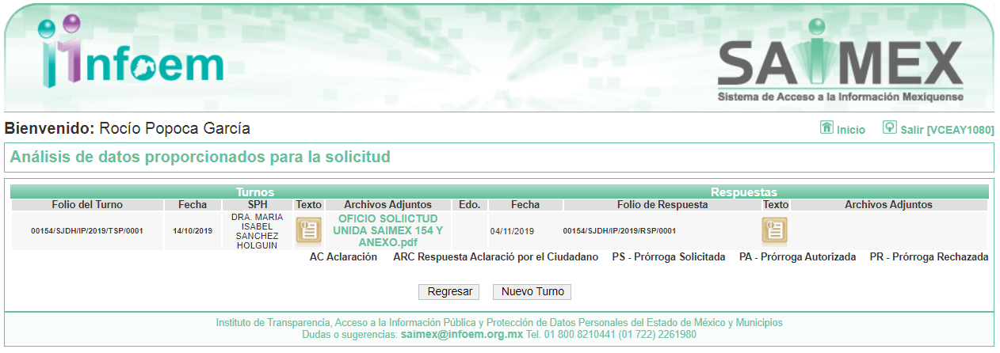 infoem
SAIMEX
Sistema de Acceso a la Información Mexiquense
Bienvenido: Rocío Popoca García
Inicio Salir [VCEAY1080]
Análisis de datos proporcionados para la solicitud
Turnos Respuestas
Folio del Turno Fecha SPH Texto Archivos Adjuntos Edo. Fecha Folio de Respuesta Texto Archivos Adjuntos
00154/SJDH/IP/2019/TSP/0001 14/10/2019
DRA. MARIA
ISABEL
SANCHEZ
HOLGUIN
OFICIO SOLIICTUD
UNIDA SAIMEX 154 Y
ANEXO.pdf
04/11/2019 00154/SJDH/IP/2019/RSP/0001
AC Aclaración ARC Respuesta Aclaració por el Ciudadano PS - Prórroga Solicitada PA - Prórroga Autorizada PR - Prórroga Rechazada
Regresar Nuevo Turno
Instituto de Transparencia, Acceso a la Información Pública y Protección de Datos Personales del Estado de México y Municipios
Dudas o sugerencias: saimex@infoem.org.mx Tel. 01 800 8210441 (01 722) 2261980